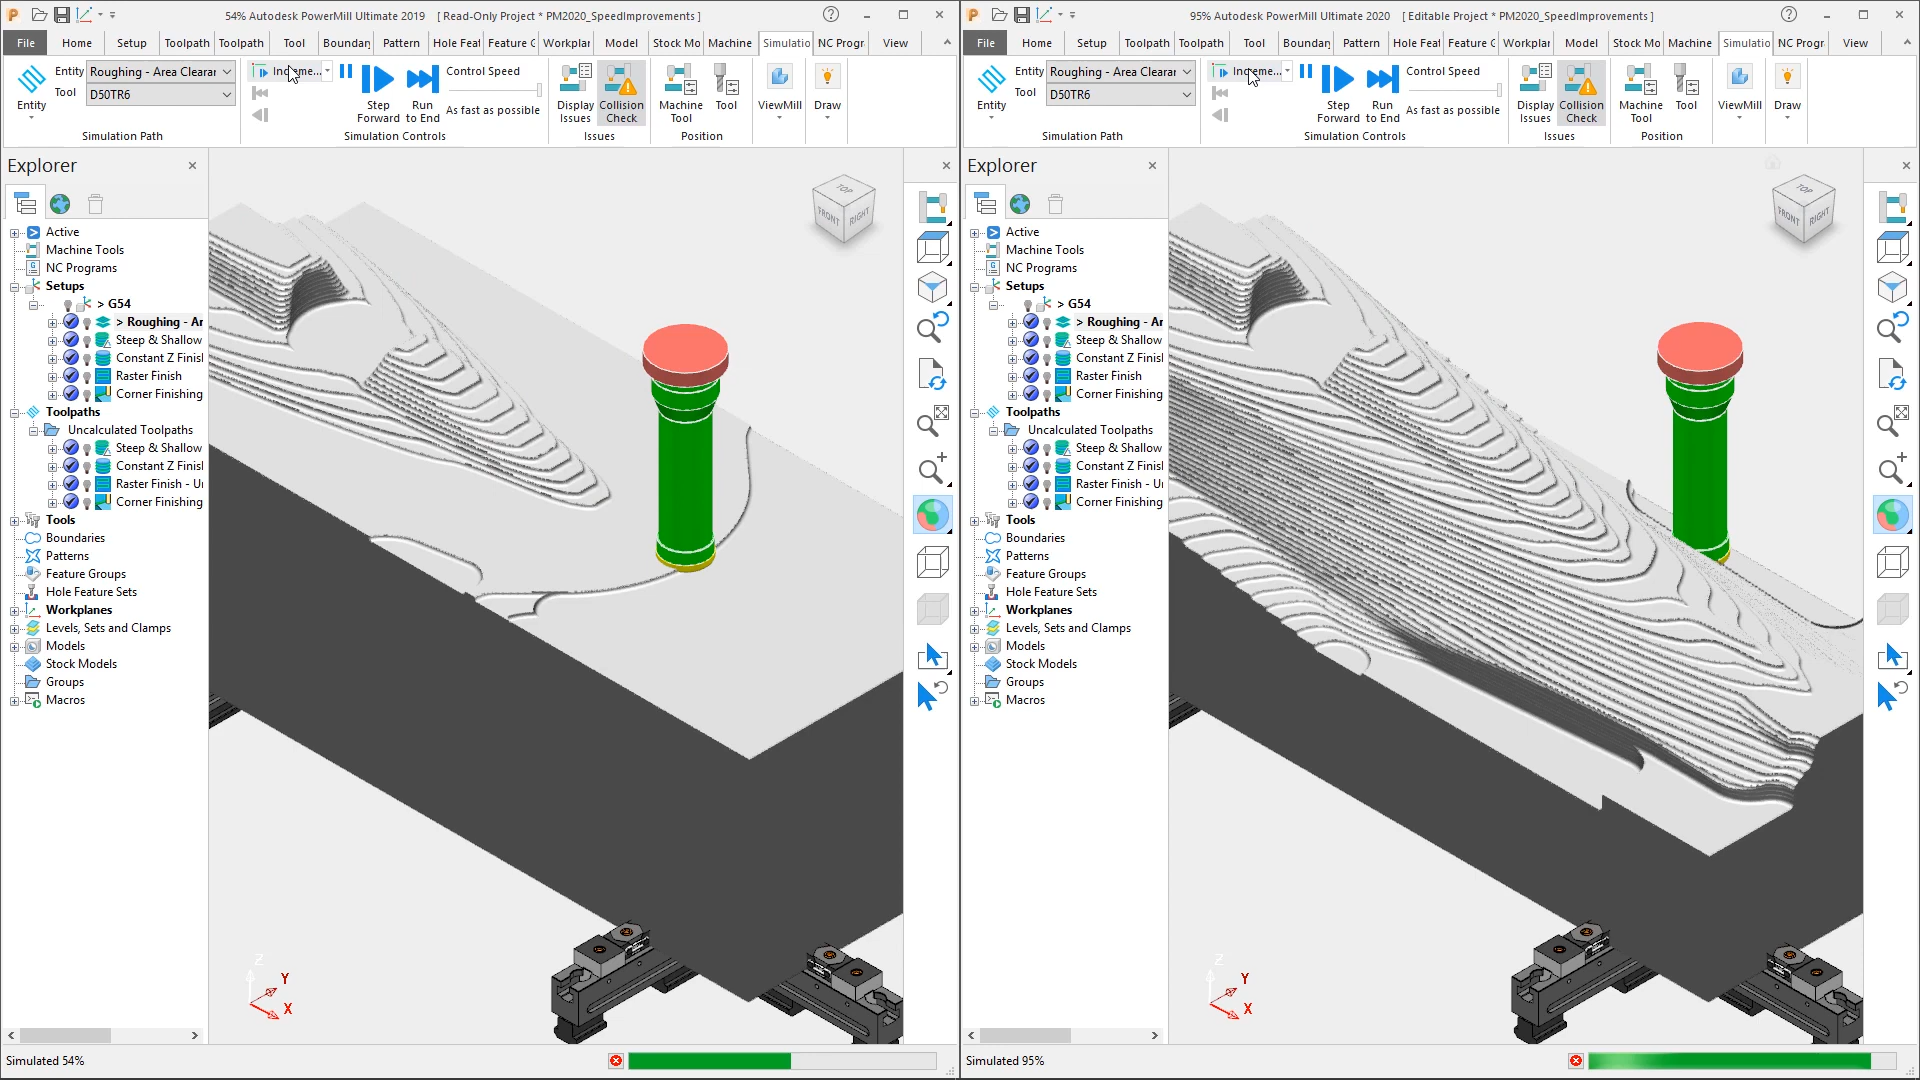 54% Autodesk PowerMill Ultimate 2019 [ Read-Only Project * PM2020_SpeedImprovements ]
File Home Setup Toolpath Toolpath Tool Boundary Pattern Hole Feat Feature G Workplar Model Stock Mo Machine Simulatio NC Progr View
Entity Roughing - Area Clearar
Tool D50TR6
Entity
Increme...
Step Forward
Run to End
Control Speed
As fast as possible
Display Issues
Collision Check
Machine Tool
Tool
ViewMill
Draw
Simulation Path Simulation Controls Issues Position
Explorer
Active
Machine Tools
NC Programs
Setups
> G54
> Roughing - Ar
Steep & Shallow
Constant Z Finisl
Raster Finish
Corner Finishing
Toolpaths
Uncalculated Toolpaths
Steep & Shallow
Constant Z Finisl
Raster Finish - Ur
Corner Finishing
Tools
Boundaries
Patterns
Feature Groups
Hole Feature Sets
Workplanes
Levels, Sets and Clamps
Models
Stock Models
Groups
Macros
TOP
FRONT RIGHT
Z
Y
X
Simulated 54%
95% Autodesk PowerMill Ultimate 2020 [ Editable Project * PM2020_SpeedImprovements ]
File Home Setup Toolpath Toolpath Tool Boundary Pattern Hole Feat Feature G Workplar Model Stock Mo Machine Simulatio NC Progr View
Entity Roughing - Area Clearar
Tool D50TR6
Entity
Increme...
Step Forward
Run to End
Control Speed
As fast as possible
Display Issues
Collision Check
Machine Tool
Tool
ViewMill
Draw
Simulation Path Simulation Controls Issues Position
Explorer
Active
Machine Tools
NC Programs
Setups
> G54
> Roughing - Ar
Steep & Shallow
Constant Z Finisl
Raster Finish
Corner Finishing
Toolpaths
Uncalculated Toolpaths
Steep & Shallow
Constant Z Finisl
Raster Finish - Ur
Corner Finishing
Tools
Boundaries
Patterns
Feature Groups
Hole Feature Sets
Workplanes
Levels, Sets and Clamps
Models
Stock Models
Groups
Macros
TOP
FRONT RIGHT
Z
Y
X
Simulated 95%